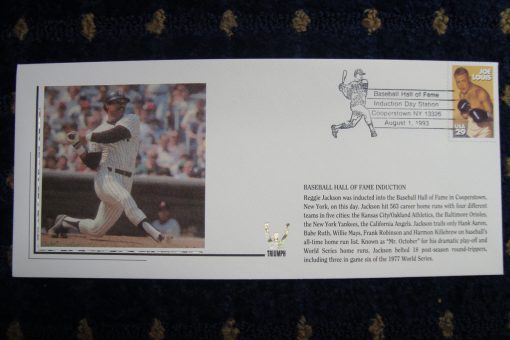 JOE
LOUIS
Baseball Hall of Fame
Induction Day Station
Cooperstown NY 13326
August 1, 1993
USA 29
BASEBALL HALL OF FAME INDUCTION
Reggie Jackson was inducted into the Baseball Hall of Fame in Cooperstown,
New York, on this day. Jackson hit 563 career home runs with four different
teams in five cities: the Kansas City/Oakland Athletics, the Baltimore Orioles,
the New York Yankees, the California Angels. Jackson trails only Hank Aaron,
Babe Ruth, Willie Mays, Frank Robinson and Harmon Killebrew on baseball's
all-time home run list. Known as "Mr. October" for his dramatic play-off and
World Series home runs. Jackson belted 18 post-season round-trippers,
including three in game six of the 1977 World Series.
TRIUMPH